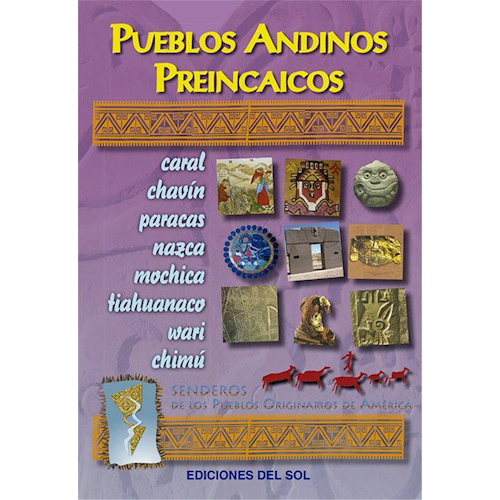 PUEBLOS ANDINOS
PREINCAICOS
caral
chavín
paracas
nazca
mochica
tiahuanaco
wari
chimú
SENDEROS
DE LOS PUEBLOS ORIGINARIOS DE AMÉRICA
EDICIONES DEL SOL